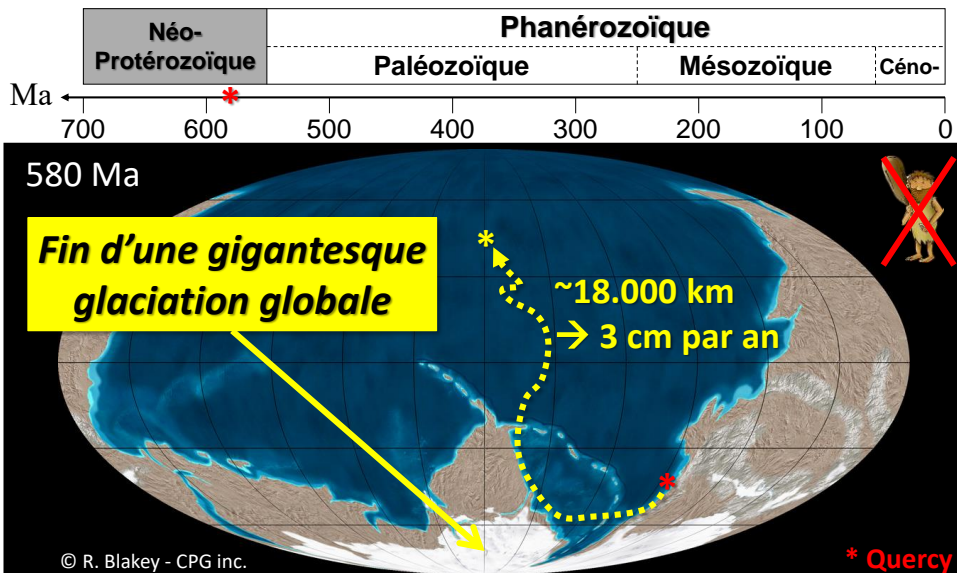 Néo-
Protérozoïque
Phanérozoïque
Paléozoïque
Mésozoïque
Céno-
Ma
*
700 600 500 400 300 200 100 0
580 Ma
Fin d’une gigantesque
glaciation globale
*
~18.000 km
→ 3 cm par an
*
© R. Blakey - CPG inc.
* Quercy